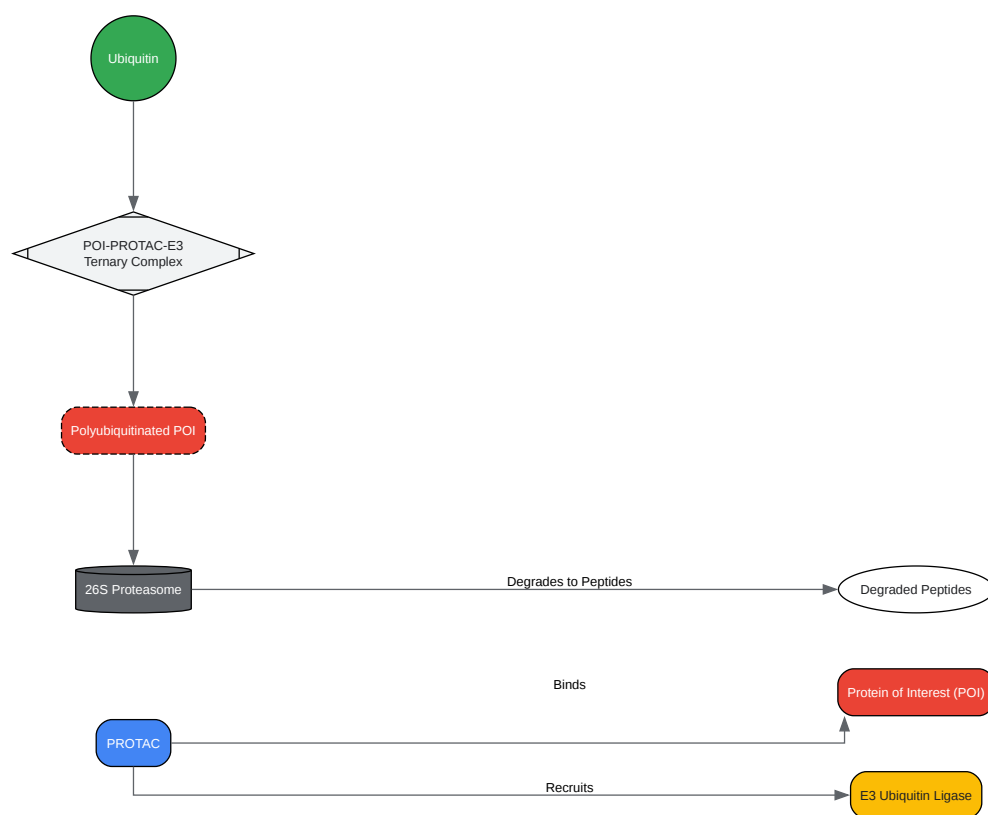 Ubiquitin
POI-PROTAC-E3
Ternary Complex
Polyubiquitinated POI
26S Proteasome
Degrades to Peptides
Degraded Peptides
Binds
Protein of Interest (POI)
PROTAC
Recruits
E3 Ubiquitin Ligase